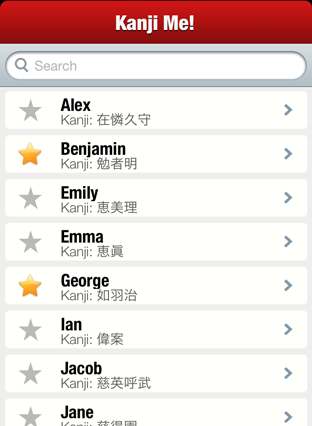 Kanji Me!
Search
Alex
Kanji: 在憐久守
Benjamin
Kanji: 勉者明
Emily
Kanji: 恵美理
Emma
Kanji: 恵眞
George
Kanji: 如羽治
Ian
Kanji: 偉案
Jacob
Kanji: 慈英呼武
Jane
Kanji: 慈得